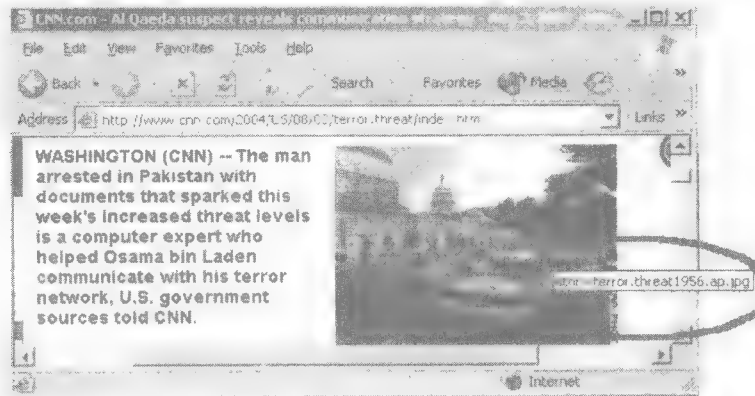 CNN.com - Al Qaeda suspect reveals communication
File Edit View Favorites Tools Help
Back Search Favorites Media
Address http://www.cnn.com/2004/US/08/03/terror.threat/index.htm Links
WASHINGTON (CNN) -- The man
arrested in Pakistan with
documents that sparked this
week's increased threat levels
is a computer expert who
helped Osama bin Laden
communicate with his terror
network, U.S. government
sources told CNN.
terror.threat1956.ap.jpg
Internet